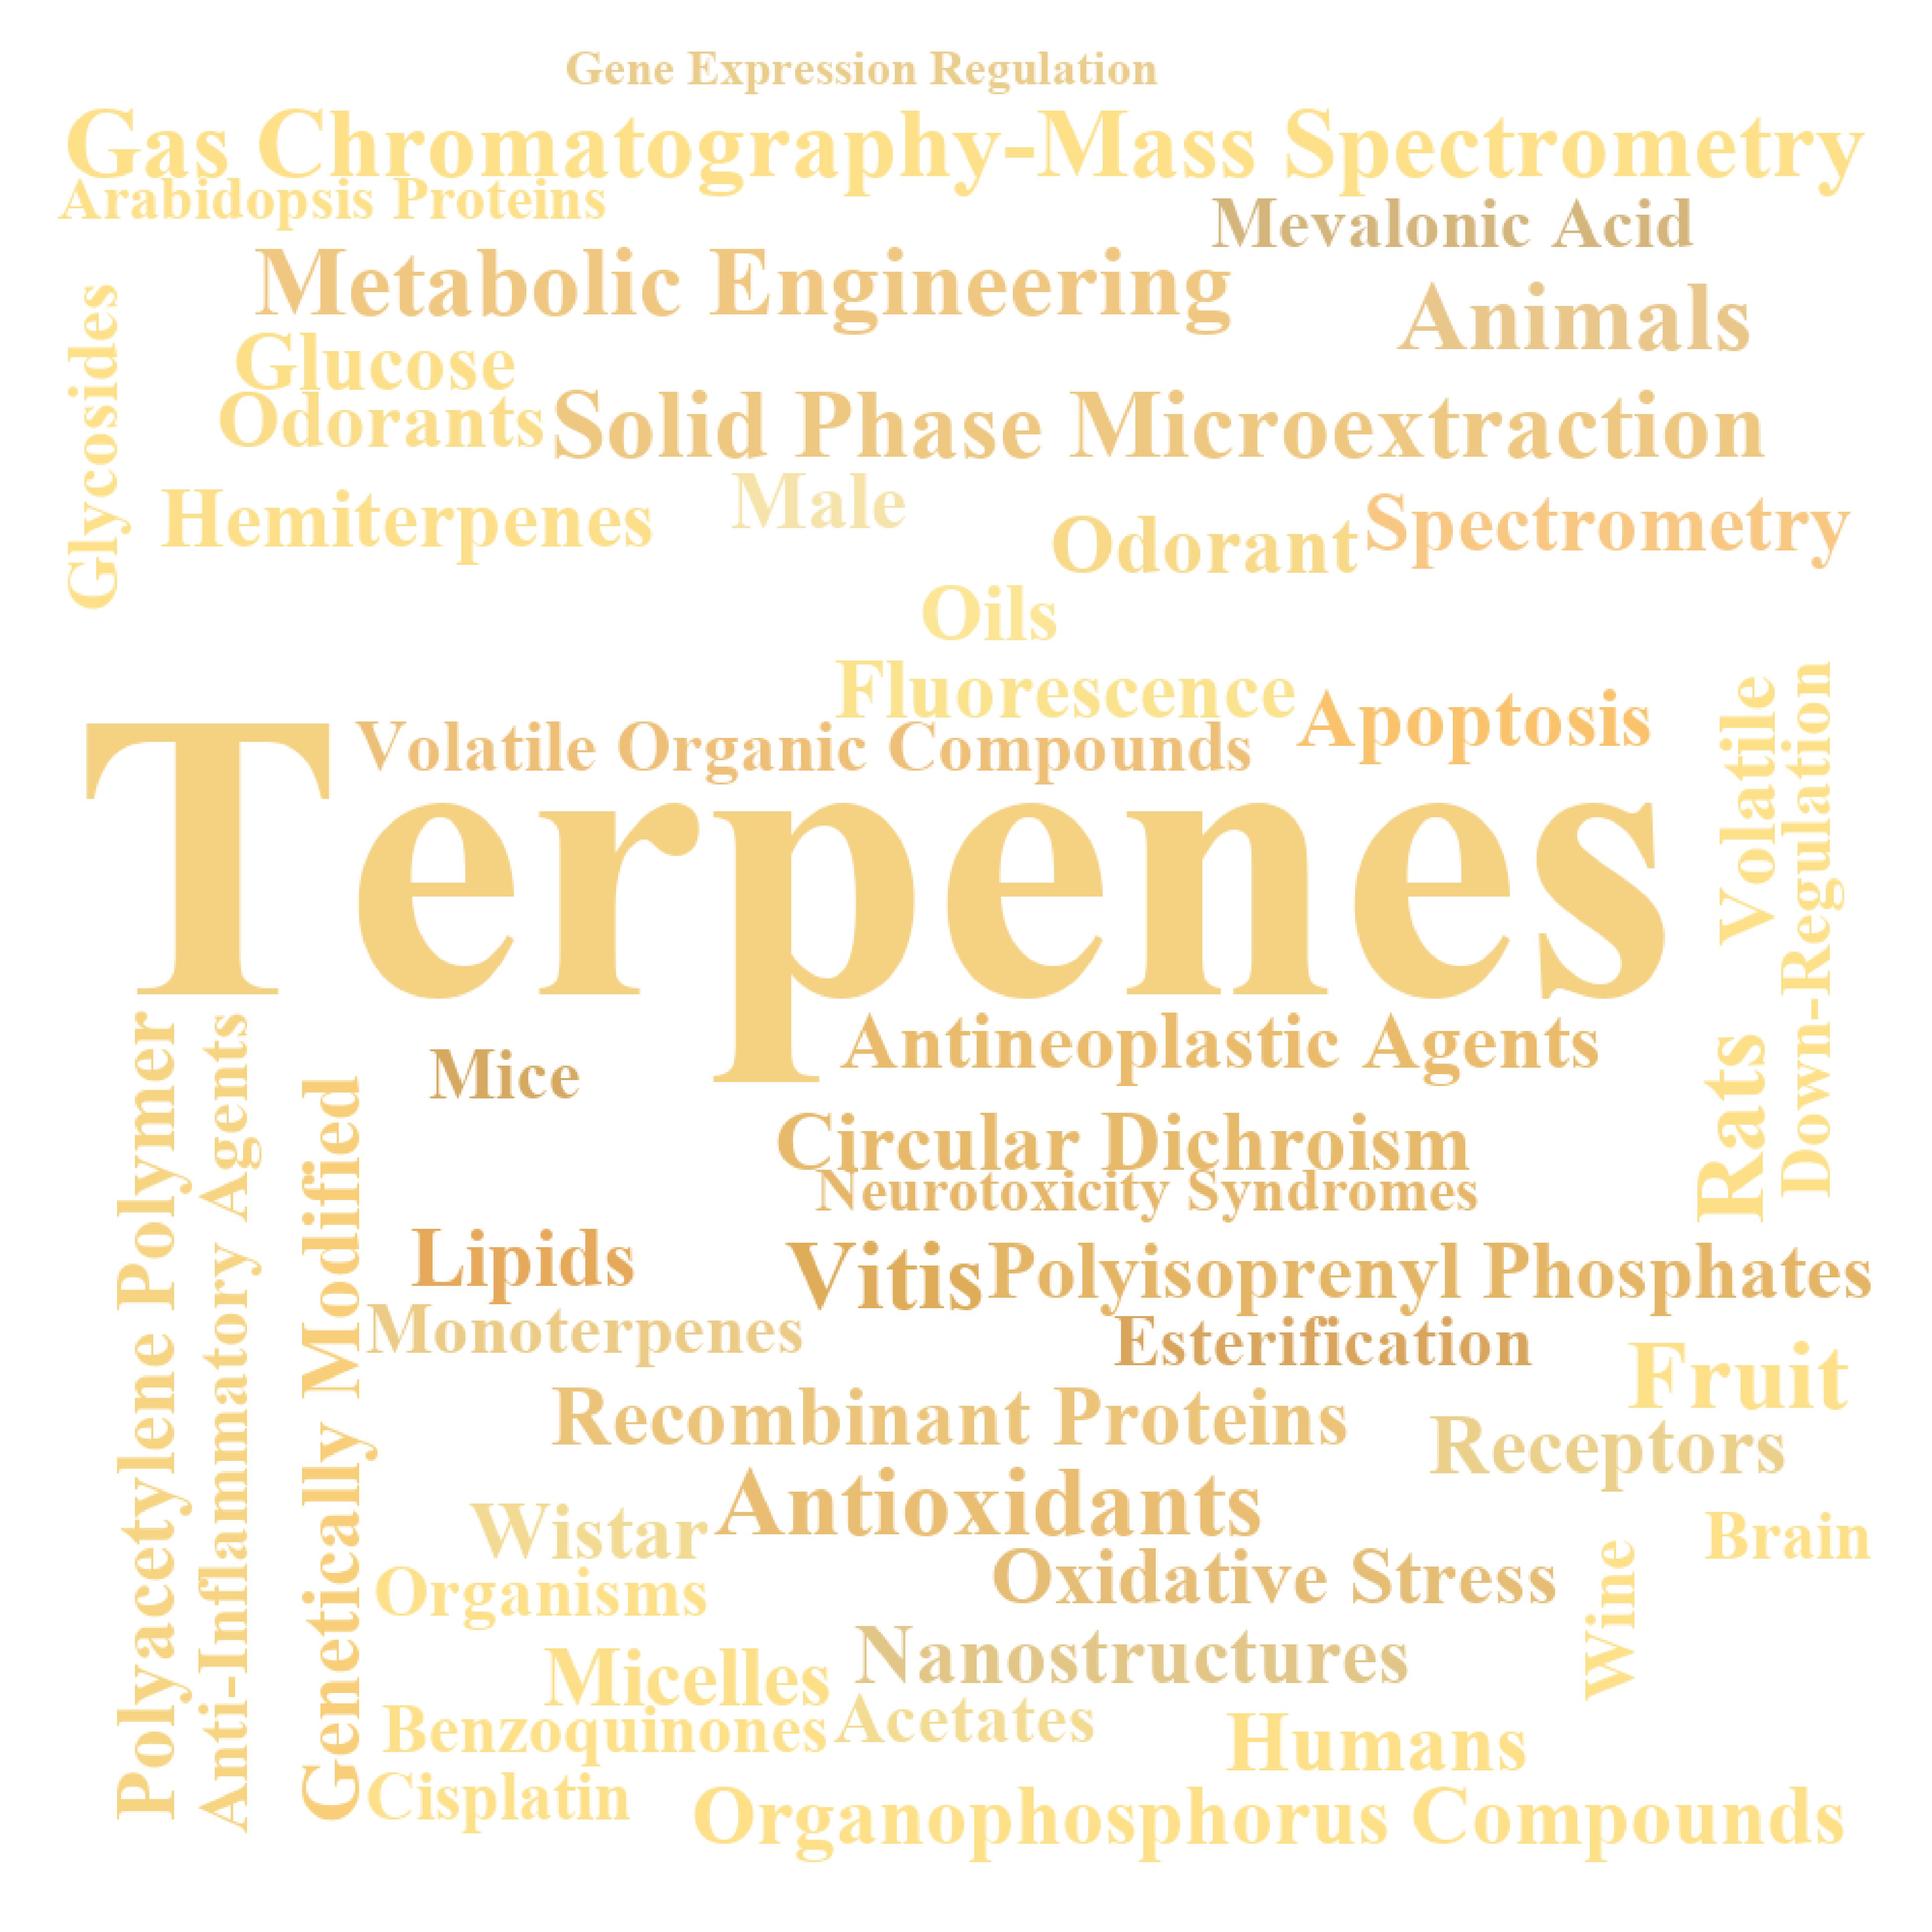 Gene Expression Regulation
Gas Chromatography-Mass Spectrometry
Arabidopsis Proteins
Mevalonic Acid
Metabolic Engineering
Animals
Glycosides
Glucose
Odorants
Solid Phase Microextraction
Hemiterpenes
Male
Odorant
Spectrometry
Oils
Fluorescence
Apoptosis
Volatile
Down-Regulation
Volatile Organic Compounds
Terpenes
Antineoplastic Agents
Mice
Rats
Polyacetylene Polymer
Anti-Inflammatory Agents
Genetically Modified
Circular Dichroism
Neurotoxicity Syndromes
Lipids
Vitis
Polyisoprenyl Phosphates
Monoterpenes
Esterification
Fruit
Recombinant Proteins
Receptors
Antioxidants
Wistar
Brain
Organisms
Oxidative Stress
Wine
Nanostructures
Micelles
Benzoquinones
Acetates
Humans
Cisplatin
Organophosphorus Compounds